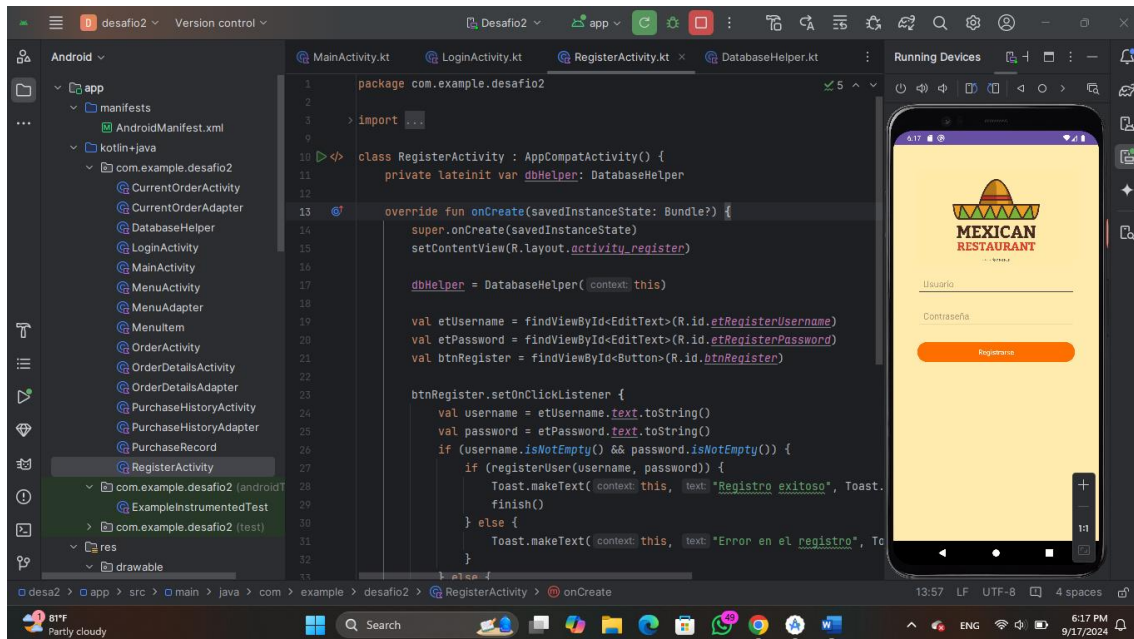 desafio2
Version control
Desafio2
app
Android
MainActivity.kt
LoginActivity.kt
RegisterActivity.kt
DatabaseHelper.kt
Running Devices
app
manifests
AndroidManifest.xml
kotlin+java
com.example.desafio2
CurrentOrderActivity
CurrentOrderAdapter
DatabaseHelper
LoginActivity
MainActivity
MenuActivity
MenuAdapter
MenuItem
OrderActivity
OrderDetailsActivity
OrderDetailsAdapter
PurchaseHistoryActivity
PurchaseHistoryAdapter
PurchaseRecord
RegisterActivity
com.example.desafio2 (androidT
ExampleInstrumentedTest
com.example.desafio2 (test)
res
drawable
5
1 package com.example.desafio2
2
3 import ...
9
10 class RegisterActivity : AppCompatActivity() {
11 private lateinit var dbHelper: DatabaseHelper
12
13 override fun onCreate(savedInstanceState: Bundle?) {
14 super.onCreate(savedInstanceState)
15 setContentView(R.layout.activity_register)
16
17 dbHelper = DatabaseHelper( context: this)
18
19 val etUsername = findViewById<EditText>(R.id.etRegisterUsername)
20 val etPassword = findViewById<EditText>(R.id.etRegisterPassword)
21 val btnRegister = findViewById<Button>(R.id.btnRegister)
22
23 btnRegister.setOnClickListener {
24 val username = etUsername.text.toString()
25 val password = etPassword.text.toString()
26 if (username.isNotEmpty() && password.isNotEmpty()) {
27 if (registerUser(username, password)) {
28 Toast.makeText( context: this, text: "Registro exitoso", Toast.
29 finish()
30 } else {
31 Toast.makeText( context: this, text: "Error en el registro", To
32 }
33 } else {
6:17
MEXICAN
RESTAURANT
Usuario
Contraseña
Registrarse
1:1
desa2 > app > src > main > java > com > example > desafio2 > RegisterActivity > onCreate
13:57 LF UTF-8 4 spaces
1
81°F
Partly cloudy
Search
49
ENG
6:17 PM
9/17/2024